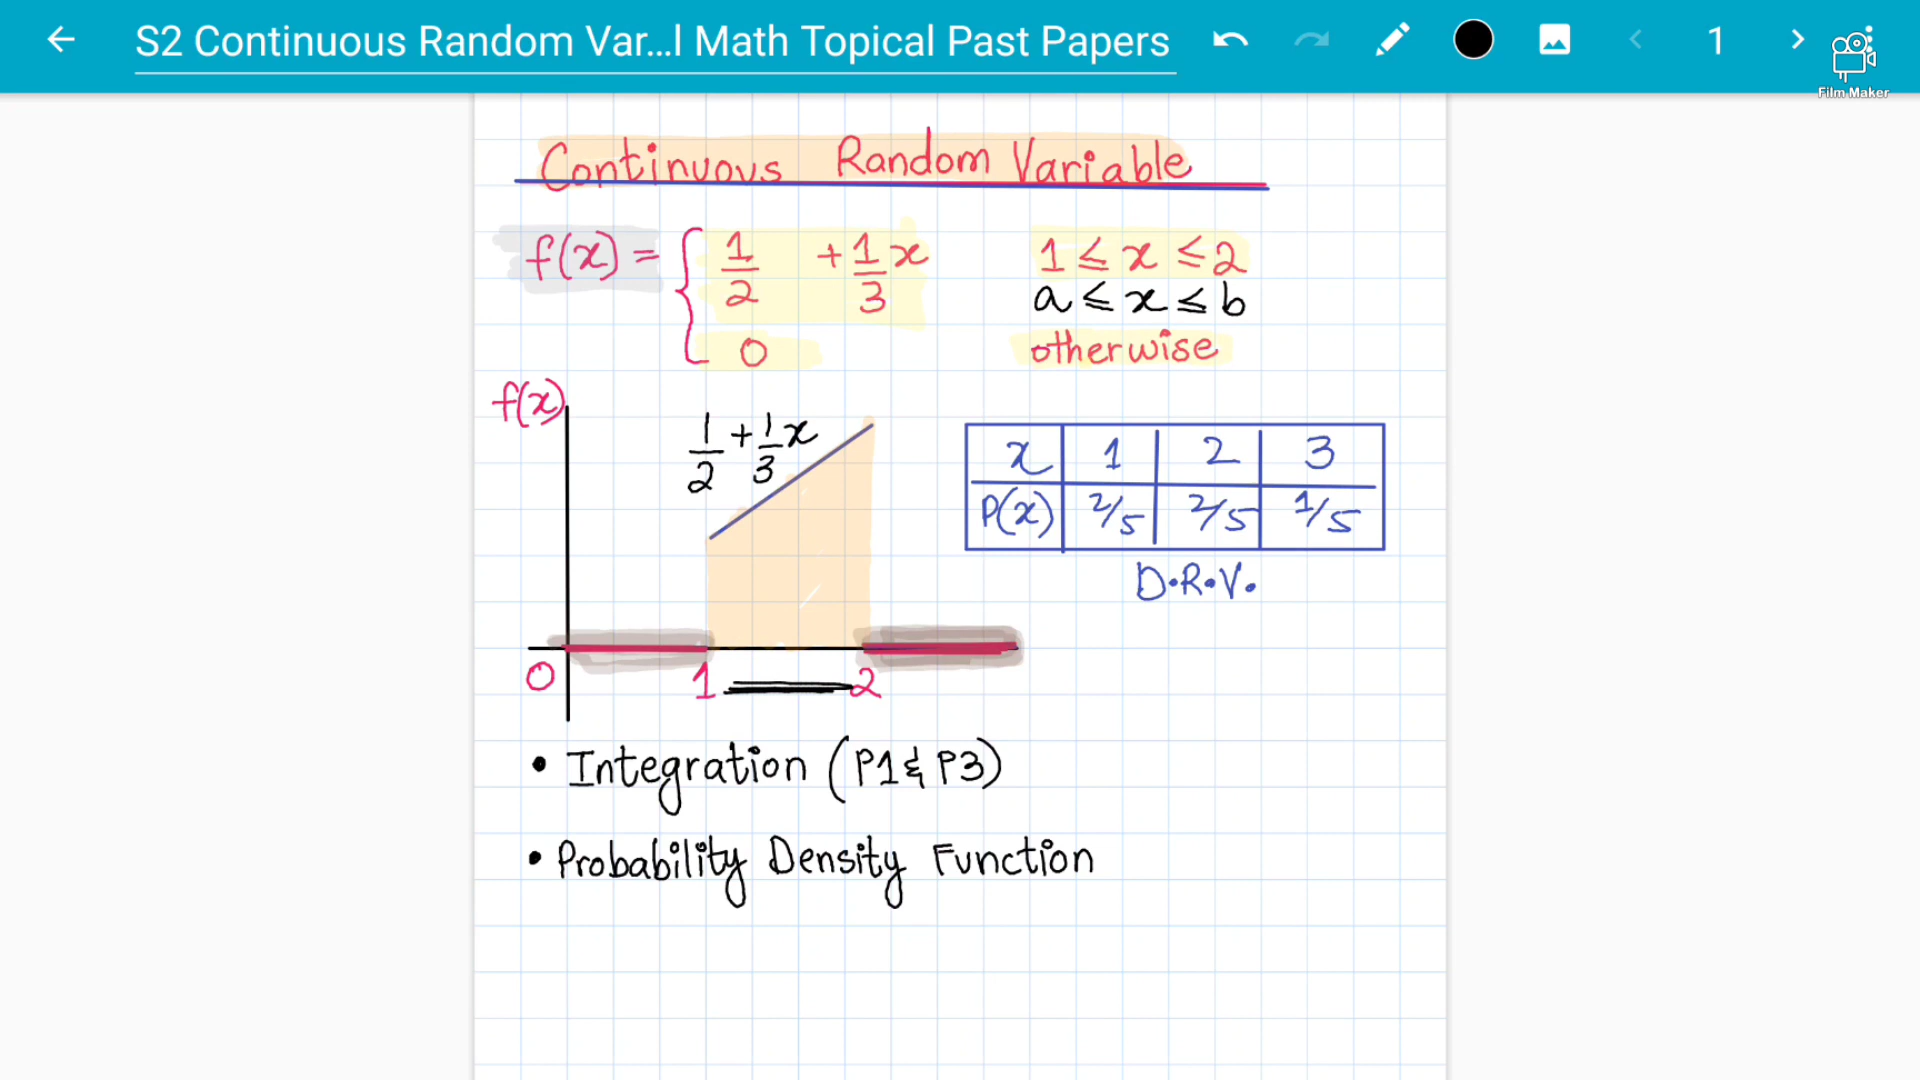 S2 Continuous Random Var...l Math Topical Past Papers
1
Film Maker
Continuous Random Variable
f(x) = { 1/2 + 1/3 x 1 ≤ x ≤ 2
a ≤ x ≤ b
0 otherwise
f(x)
1/2 + 1/3 x
x 1 2 3
P(x) 2/5 2/5 1/5
D.R.V.
0 1 2
• Integration (P1 & P3)
• Probability Density Function